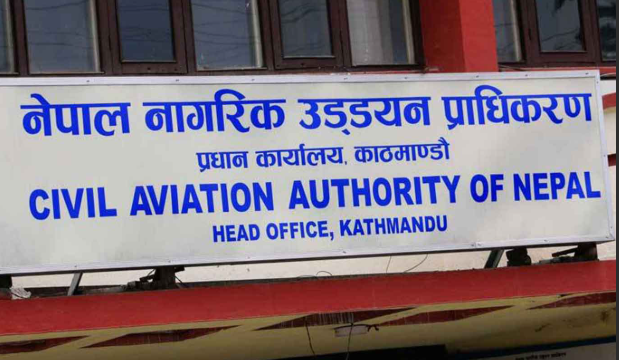 नेपाल नागरिक उड्डयन प्राधिकरण
प्रधान कार्यालय, काठमाण्डौ
CIVIL AVIATION AUTHORITY OF NEPAL
HEAD OFFICE, KATHMANDU